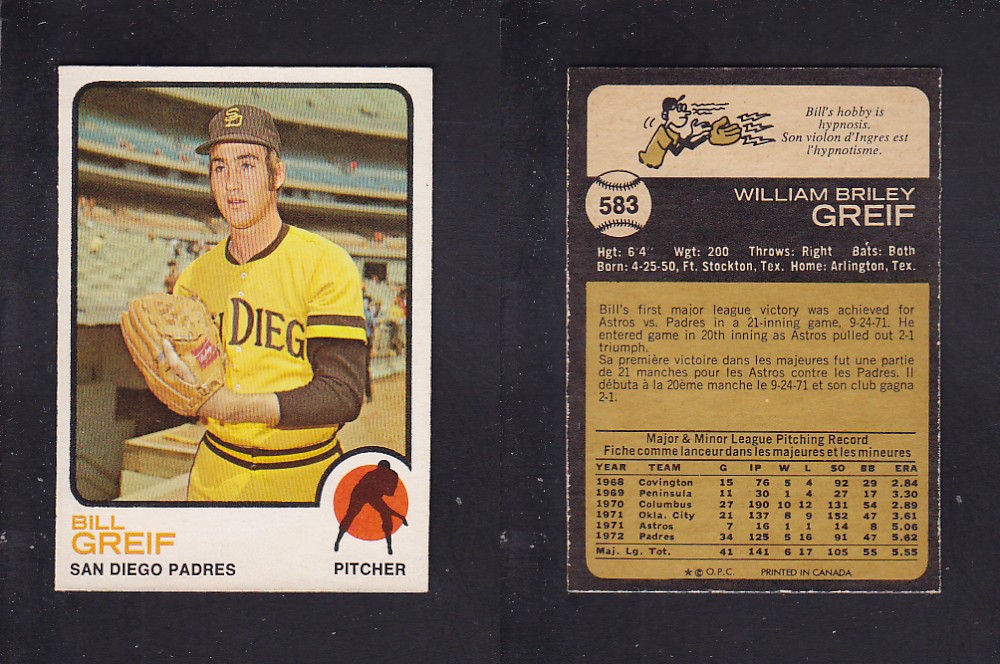 SD
DIEG
BILL
GREIF
SAN DIEGO PADRES
PITCHER
Bill's hobby is
hypnosis.
Son violon d'Ingres est
l'hypnotisme.
583
WILLIAM BRILEY
GREIF
Hgt: 6'4" Wgt: 200 Throws: Right Bats: Both
Born: 4-25-50, Ft. Stockton, Tex. Home: Arlington, Tex.
Bill's first major league victory was achieved for
Astros vs. Padres in a 21-inning game, 9-24-71. He
entered game in 20th inning as Astros pulled out 2-1
triumph.
Sa première victoire dans les majeures fut une partie
de 21 manches pour les Astros contre les Padres. Il
débuta à la 20ème manche le 9-24-71 et son club gagna
2-1.
Major & Minor League Pitching Record
Fiche comme lanceur dans les majeures et les mineures
YEAR TEAM G IP W L SO BB ERA
1968 Covington 15 76 5 4 92 29 2.84
1969 Peninsula 11 30 1 4 27 17 3.30
1970 Columbus 27 190 10 12 131 54 2.89
1971 Okla. City 21 137 8 9 152 47 3.61
1971 Astros 7 16 1 1 14 8 5.06
1972 Padres 34 125 5 16 91 47 5.62
Maj. Lg. Tot. 41 141 6 17 105 55 5.55
★ © O.P.C. PRINTED IN CANADA